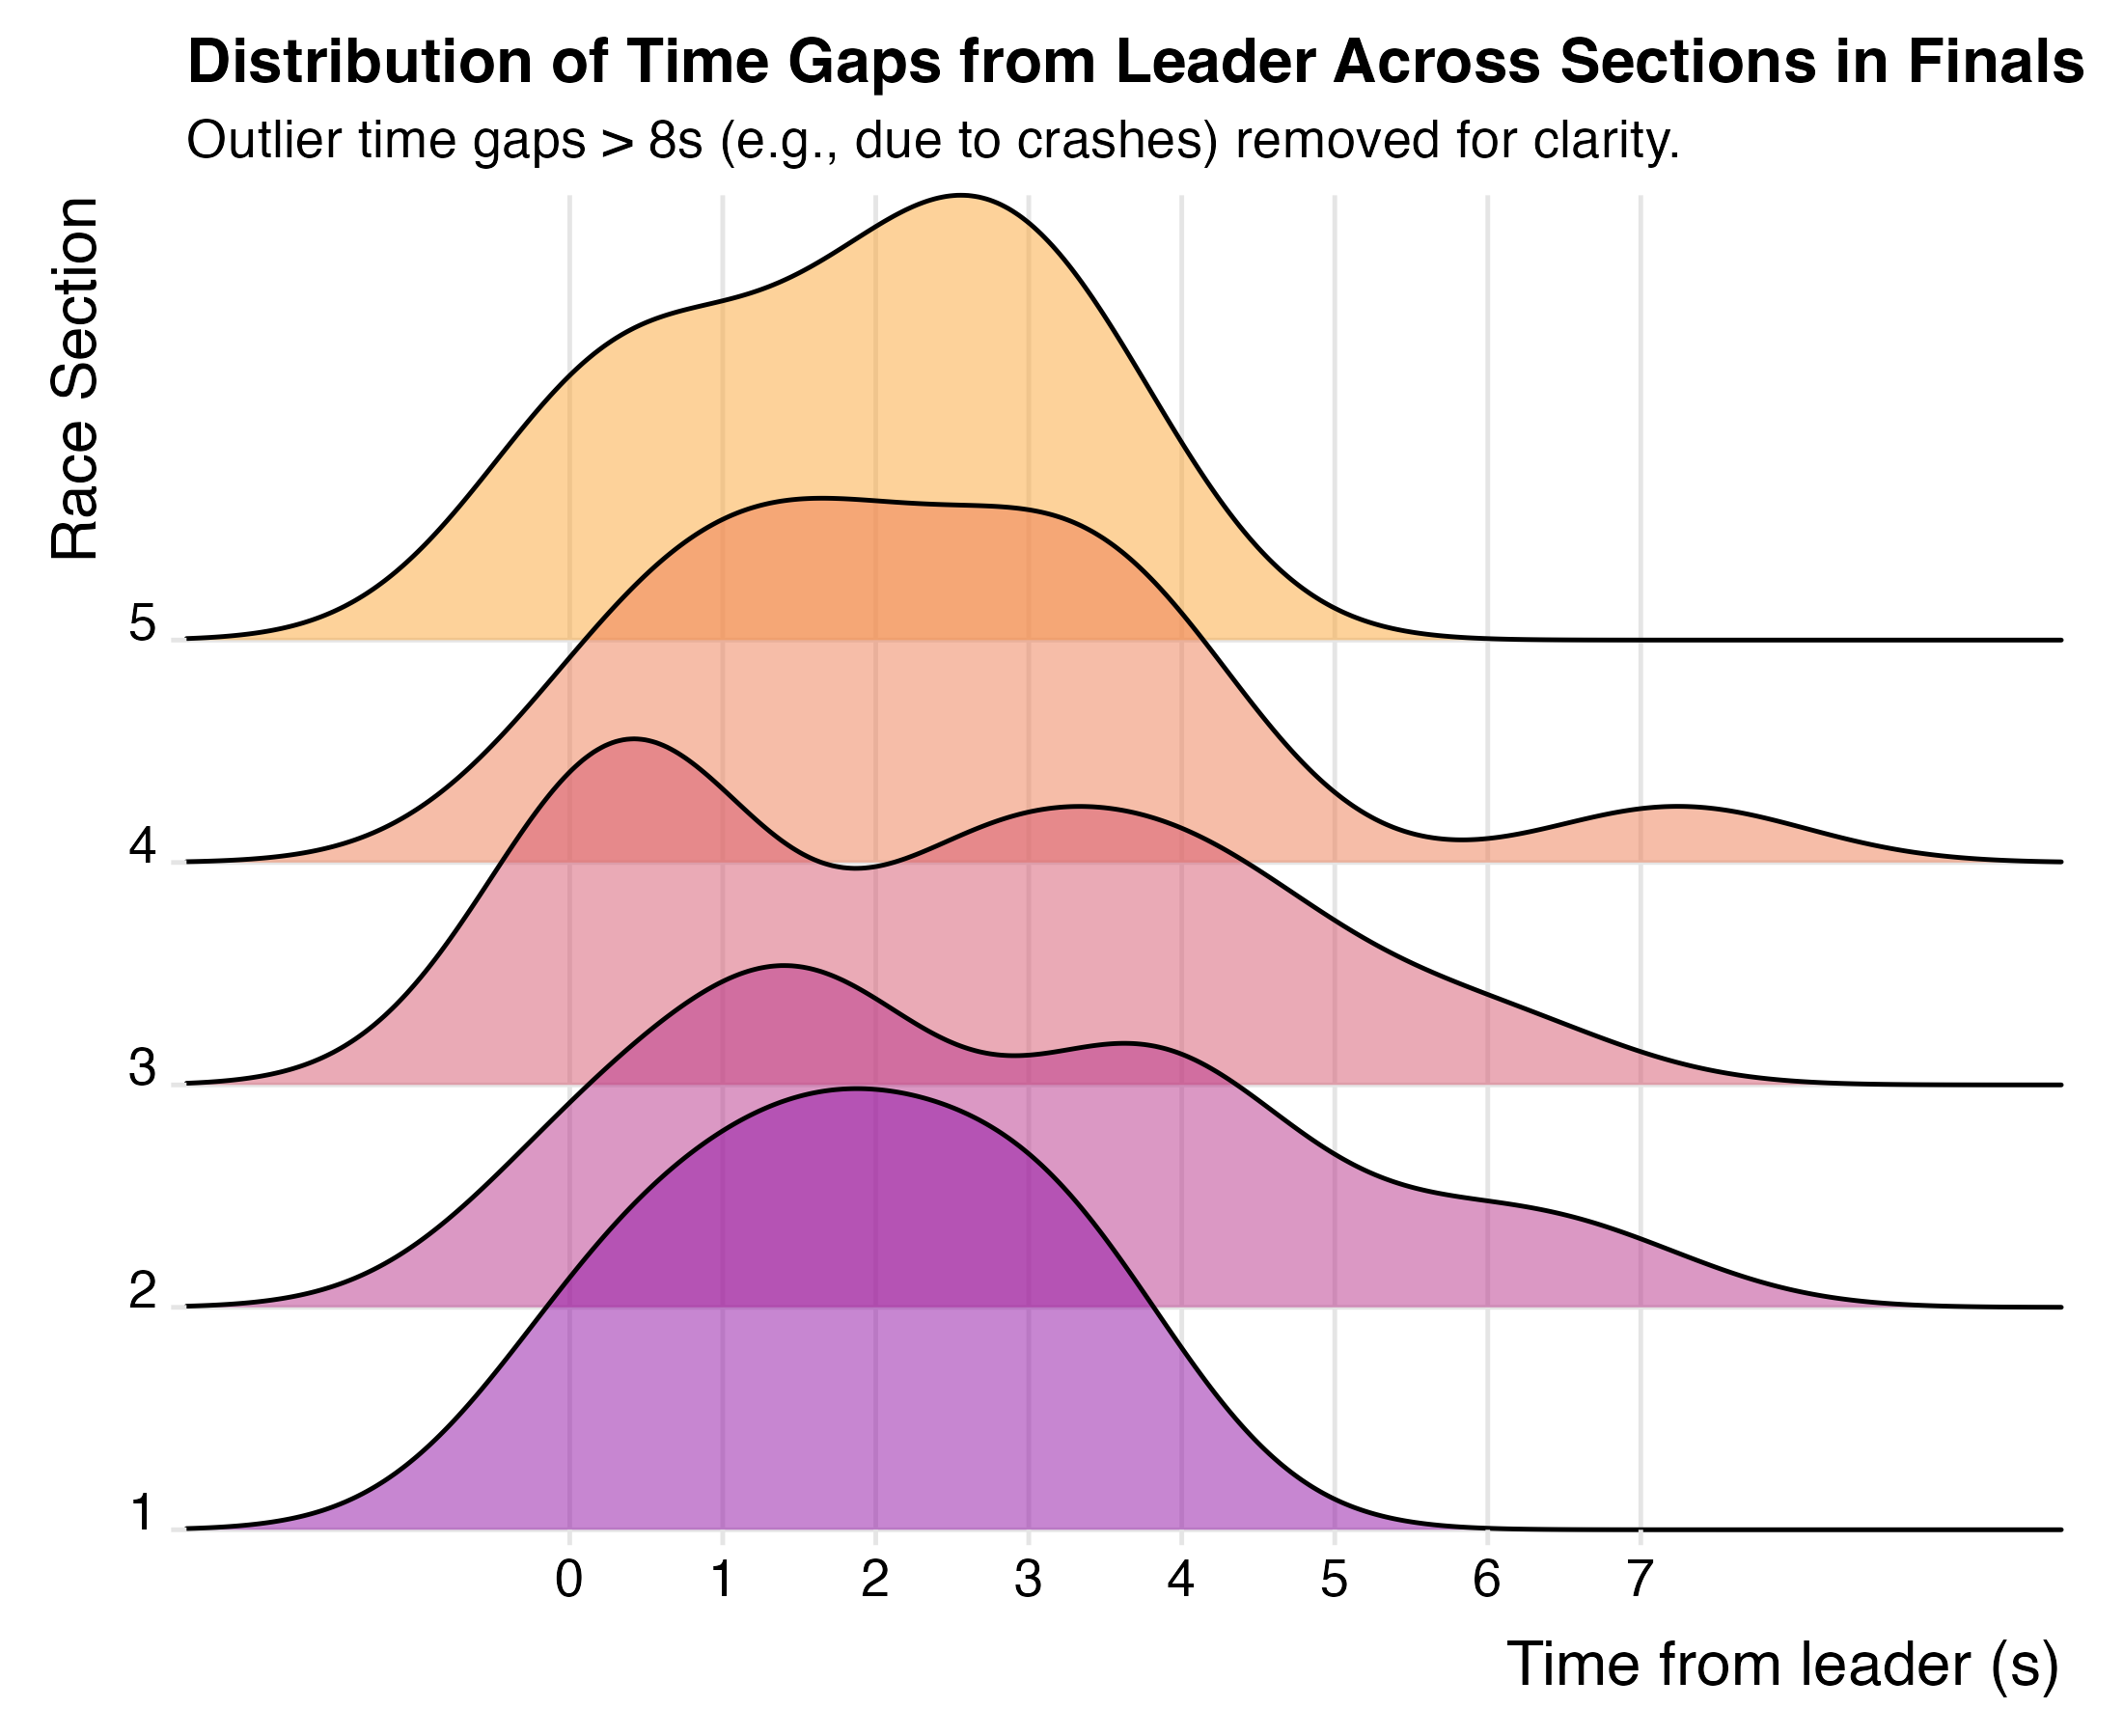 Distribution of Time Gaps from Leader Across Sections in Finals
Outlier time gaps > 8s (e.g., due to crashes) removed for clarity.
Race Section
5
4
3
2
1
0 1 2 3 4 5 6 7
Time from leader (s)